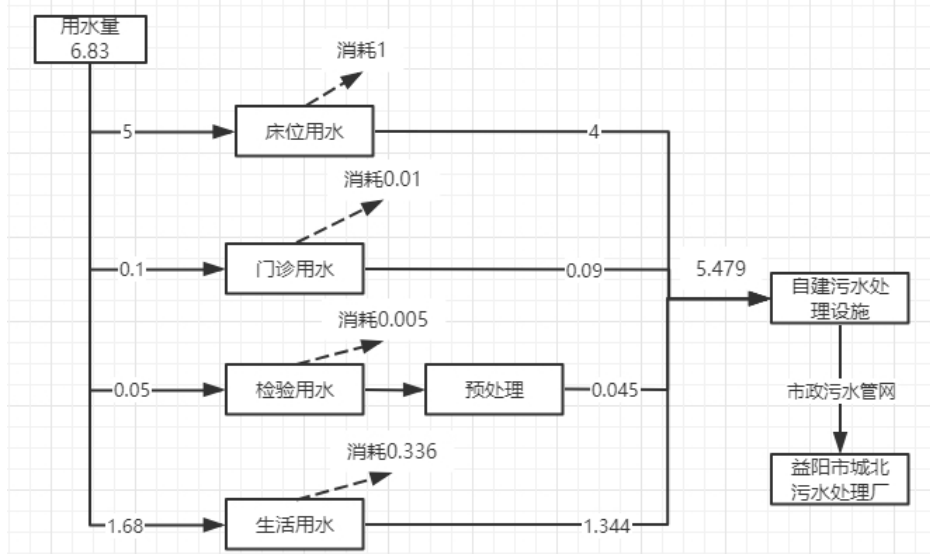 用水量
6.83
消耗1
5
床位用水
4
消耗0.01
0.1
门诊用水
0.09
5.479
自建污水处
理设施
消耗0.005
0.05
检验用水
预处理
0.045
市政污水管网
消耗0.336
益阳市城北
污水处理厂
1.68
生活用水
1.344